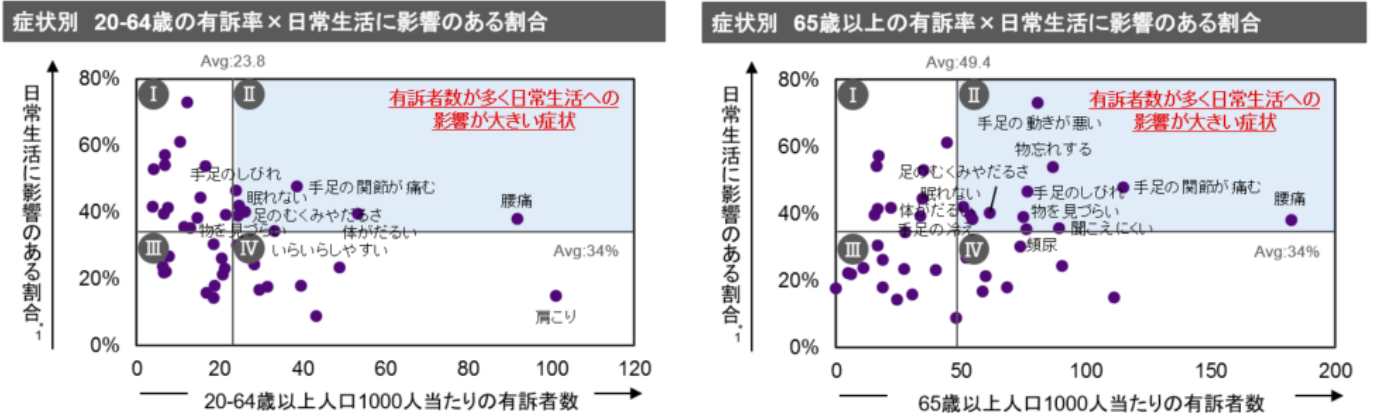 症状別 20-64歳の有訴率×日常生活に影響のある割合
Avg:23.8
日常生活に影響のある割合*1
80%
60%
40%
20%
0%
Ⅰ
Ⅱ
有訴者数が多く日常生活への
影響が大きい症状
手足のしびれ
手足の関節が痛む
眠れない
腰痛
足のむくみやだるさ
物を見づらい
体がだるい
Ⅲ
Ⅳ
いらいらしやすい
Avg:34%
肩こり
0
20
40
60
80
100
120
20-64歳以上人口1000人当たりの有訴者数
症状別 65歳以上の有訴率×日常生活に影響のある割合
Avg:49.4
日常生活に影響のある割合*1
80%
60%
40%
20%
0%
Ⅰ
Ⅱ
有訴者数が多く日常生活への
影響が大きい症状
手足の動きが悪い
物忘れする
足のむくみやだるさ
眠れない
手足のしびれ
手足の関節が痛む
体がだるい
物を見づらい
腰痛
手足の冷え
聞こえにくい
Ⅲ
Ⅳ
頻尿
Avg:34%
0
50
100
150
200
65歳以上人口1000人当たりの有訴者数